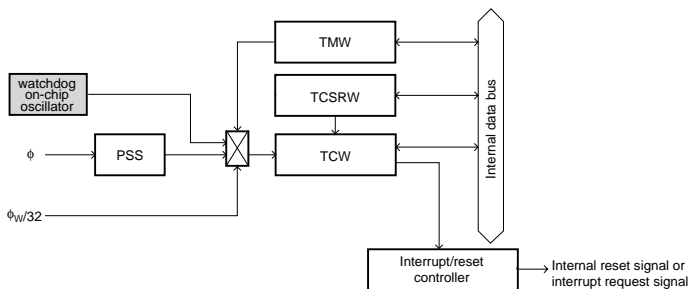 TMW
watchdog
on-chip
oscillator
TCSRW
Internal data bus
ϕ
PSS
TCW
ϕW/32
Interrupt/reset
controller
Internal reset signal or
interrupt request signal